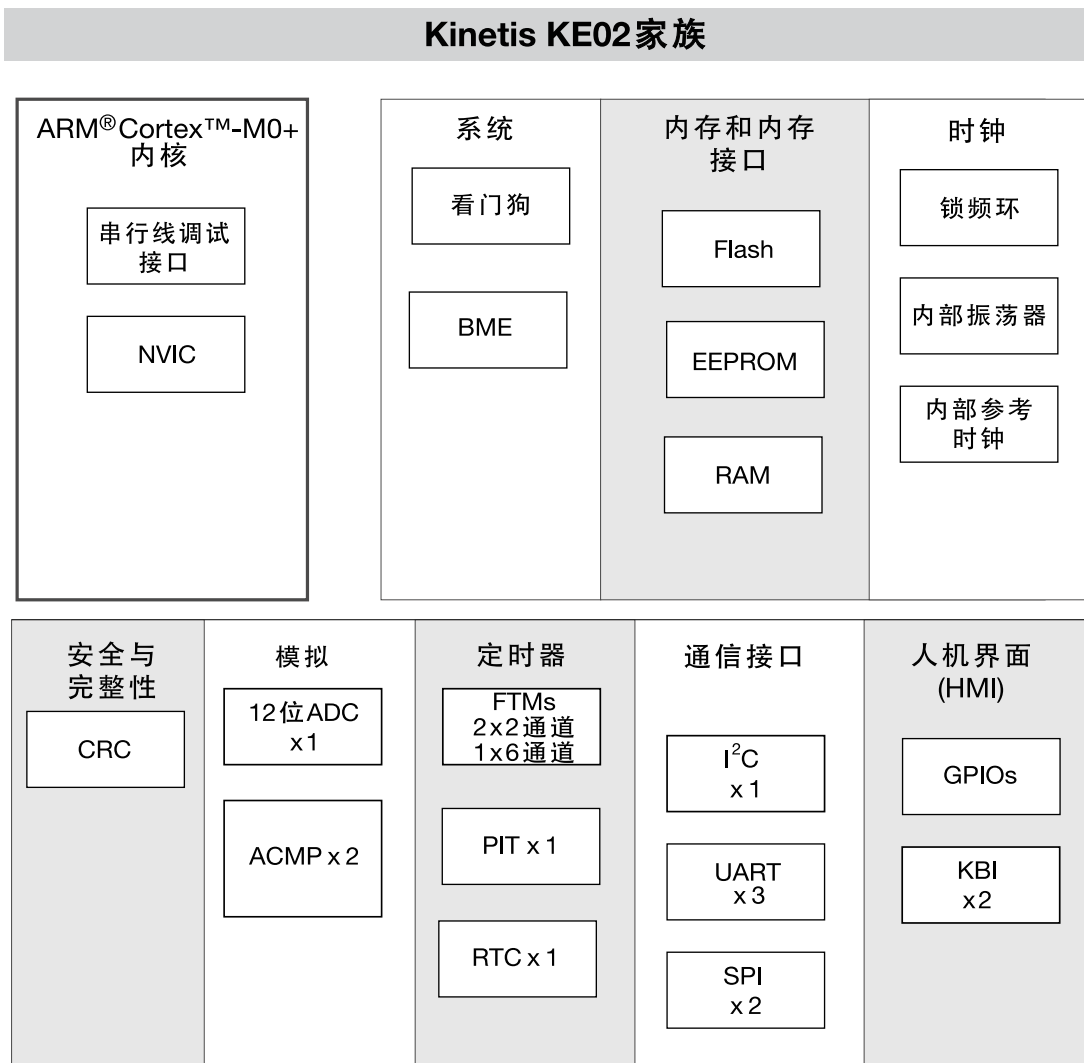 Kinetis KE02家族
ARM®Cortex™-M0+
内核
串行线调试
接口
NVIC
系统
看门狗
BME
内存和内存
接口
Flash
EEPROM
RAM
时钟
锁频环
内部振荡器
内部参考
时钟
安全与
完整性
CRC
模拟
12位ADC
x1
ACMP x 2
定时器
FTMs
2x2通道
1x6通道
PIT x 1
RTC x 1
通信接口
I²C
x 1
UART
x 3
SPI
x 2
人机界面
(HMI)
GPIOs
KBI
x2